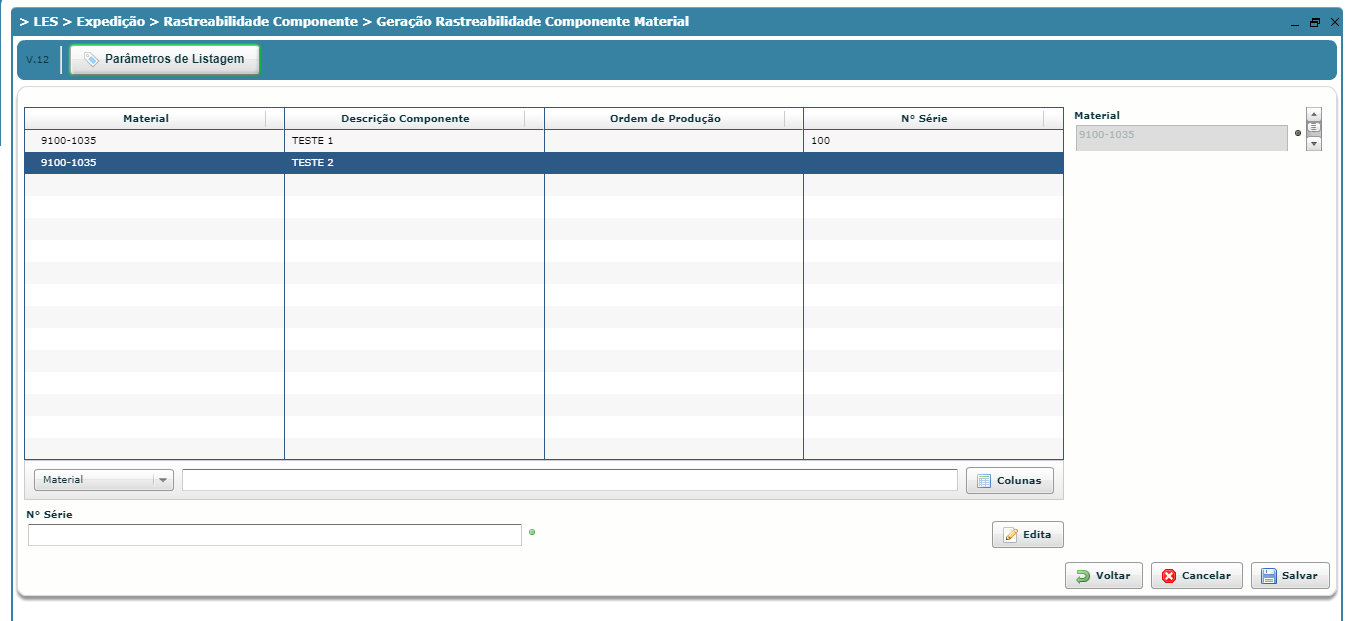 > LES > Expedição > Rastreabilidade Componente > Geração Rastreabilidade Componente Material
V.12 Parâmetros de Listagem
Material Descrição Componente Ordem de Produção N° Série
9100-1035 TESTE 1 100
9100-1035 TESTE 2
Material
9100-1035
Material Colunas
N° Série
Edita
Voltar Cancelar Salvar